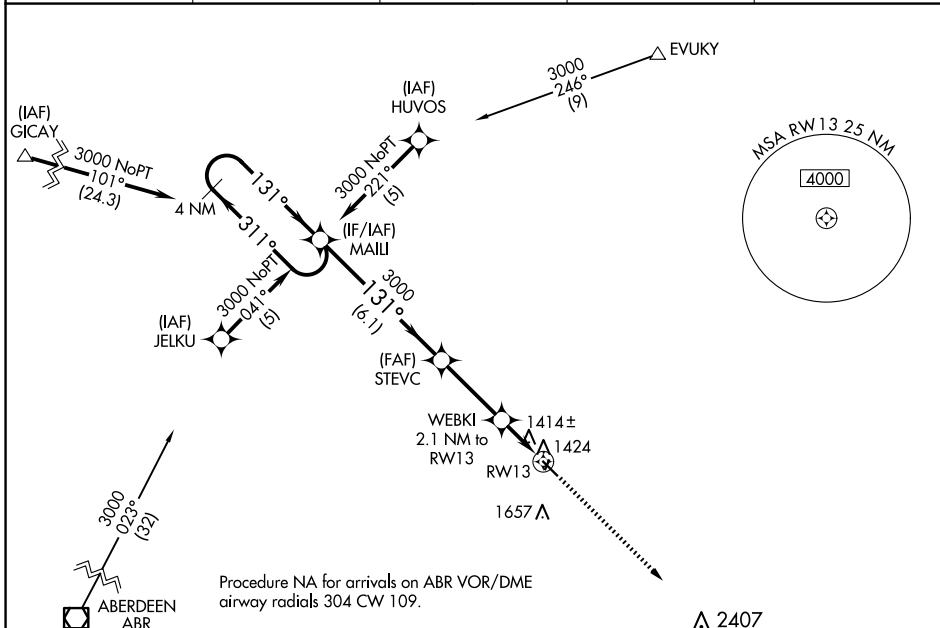 EVUKY
3000
246°
(9)
(IAF)
HUVOS
3000 NoPT
221°
(5)
(IAF)
GICAY
3000 NoPT
101°
(24.3)
4 NM
131°
311°
(IF/IAF)
MAILI
MSA RW13 25 NM
4000
3000 NoPT
041°
(5)
(IAF)
JELKU
3000
131°
(6.1)
(FAF)
STEVC
WEBKI
2.1 NM to
RW13
1414±
1424
RW13
1657
3000
023°
(32)
ABERDEEN
ABR
Procedure NA for arrivals on ABR VOR/DME
airway radials 304 CW 109.
2407